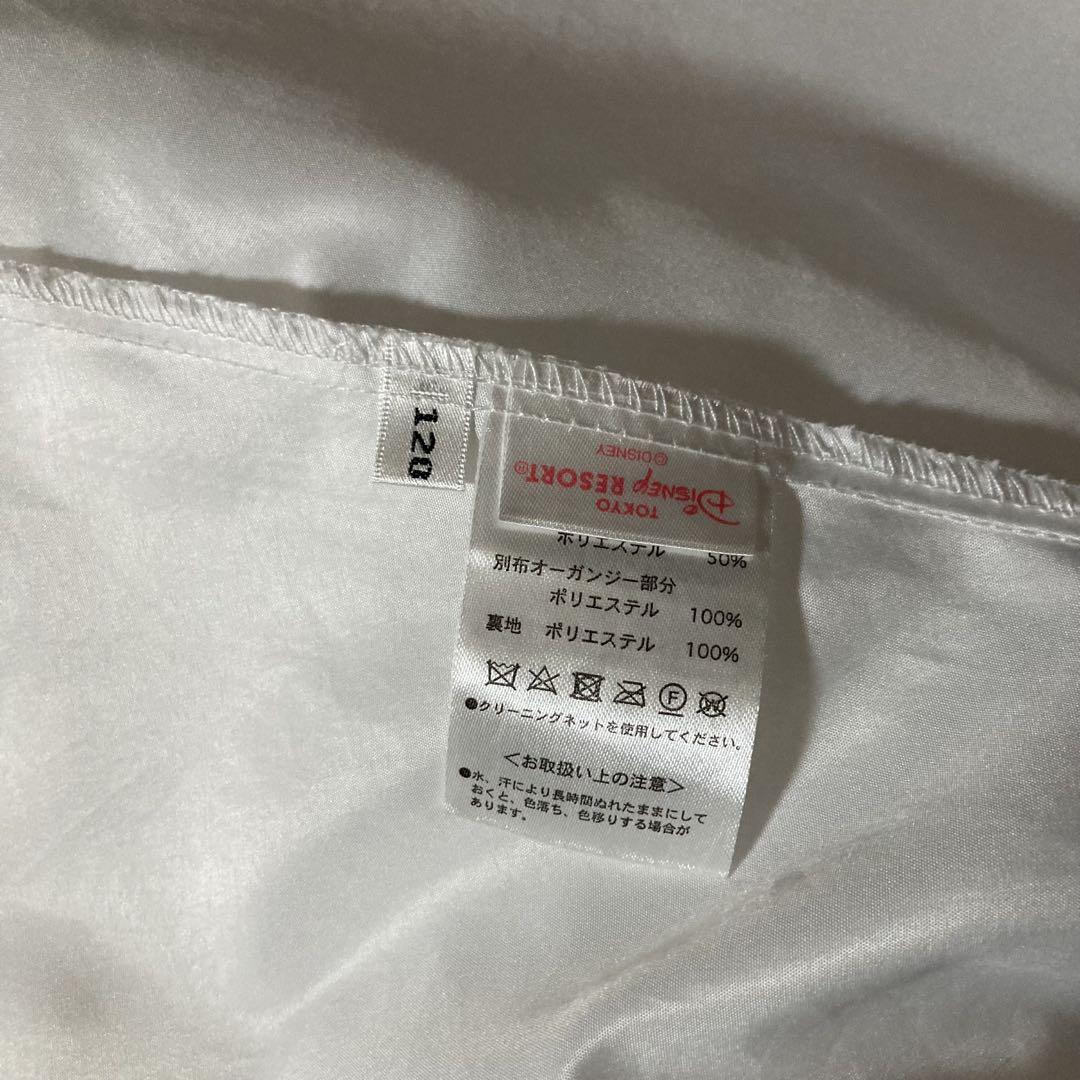 120
TOKYO
Disney RESORT®
©DISNEY
ポリエステル 50%
別布オーガンジー部分
ポリエステル 100%
裏地 ポリエステル 100%
F W
●クリーニングネットを使用してください。
<お取扱い上の注意>
●水、汗により長時間ぬれたままにして
おくと、色落ち、色移りする場合が
あります。